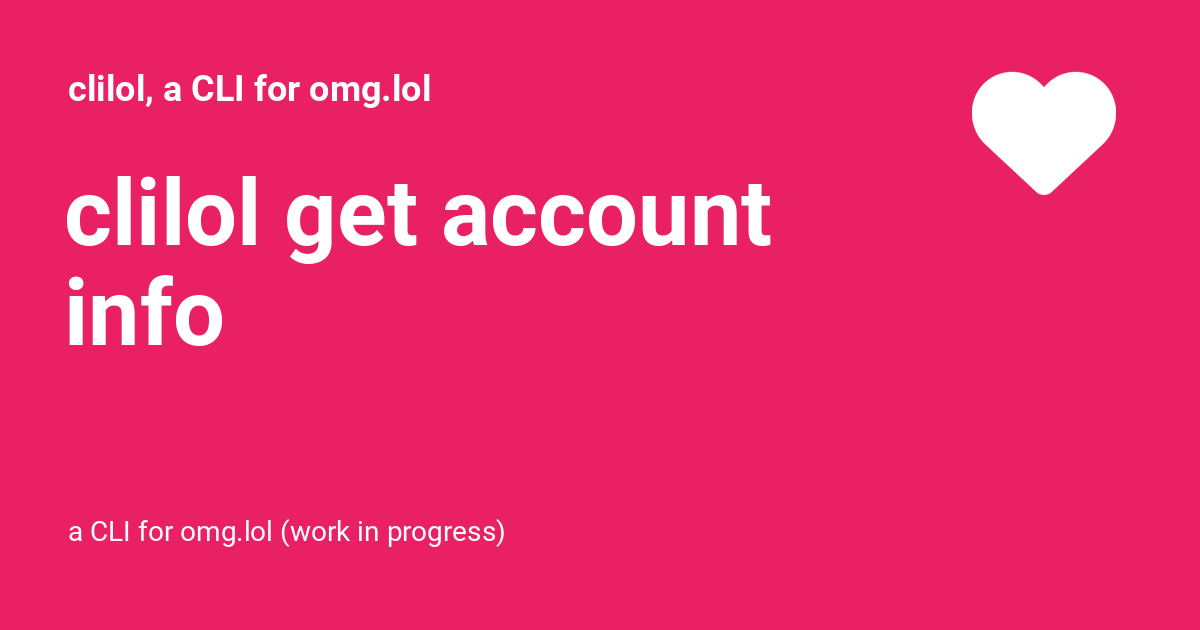 clilol, a CLI for omg.lol
clilol get account
info
a CLI for omg.lol (work in progress)